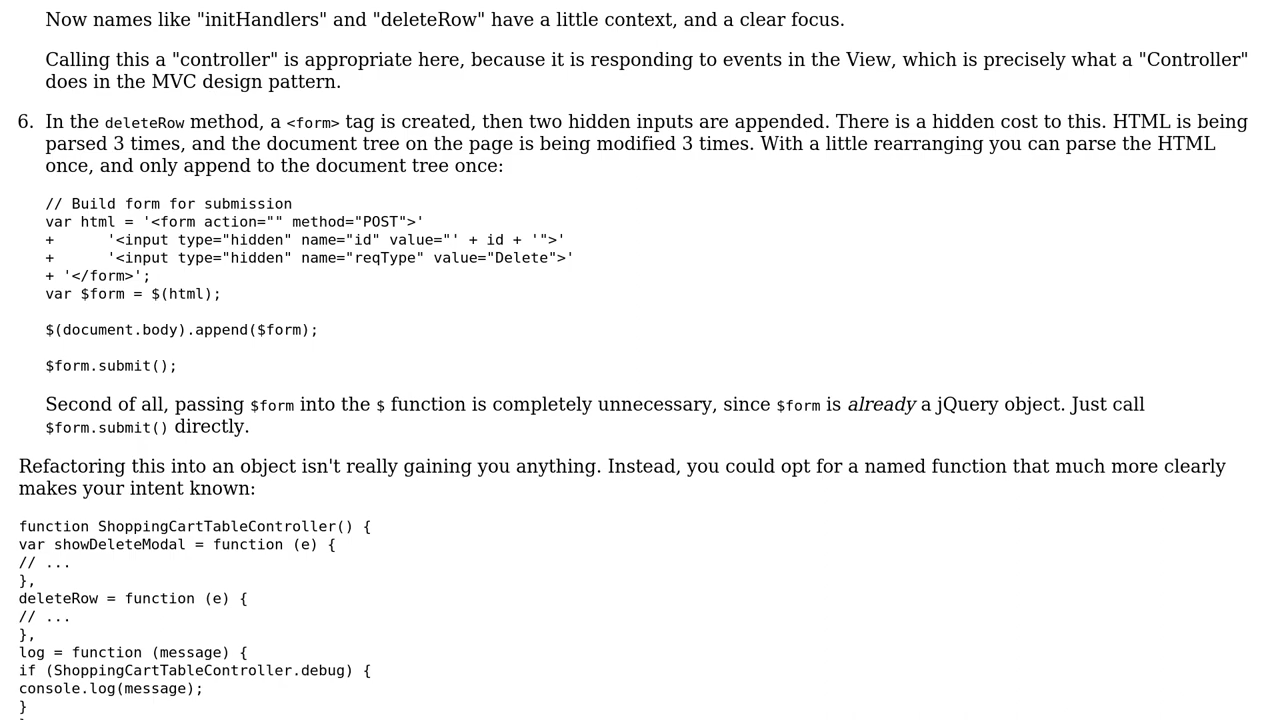 Now names like "initHandlers" and "deleteRow" have a little context, and a clear focus.
Calling this a "controller" is appropriate here, because it is responding to events in the View, which is precisely what a "Controller"
does in the MVC design pattern.
6. In the deleteRow method, a <form> tag is created, then two hidden inputs are appended. There is a hidden cost to this. HTML is being
parsed 3 times, and the document tree on the page is being modified 3 times. With a little rearranging you can parse the HTML
once, and only append to the document tree once:
// Build form for submission
var html = '<form action="" method="POST">'
+      '<input type="hidden" name="id" value="' + id + '">'
+      '<input type="hidden" name="reqType" value="Delete">'
+ '</form>';
var $form = $(html);
$(document.body).append($form);
$form.submit();
Second of all, passing $form into the $ function is completely unnecessary, since $form is already a jQuery object. Just call
$form.submit() directly.
Refactoring this into an object isn't really gaining you anything. Instead, you could opt for a named function that much more clearly
makes your intent known:
function ShoppingCartTableController() {
var showDeleteModal = function (e) {
// ...
},
deleteRow = function (e) {
// ...
},
log = function (message) {
if (ShoppingCartTableController.debug) {
console.log(message);
}